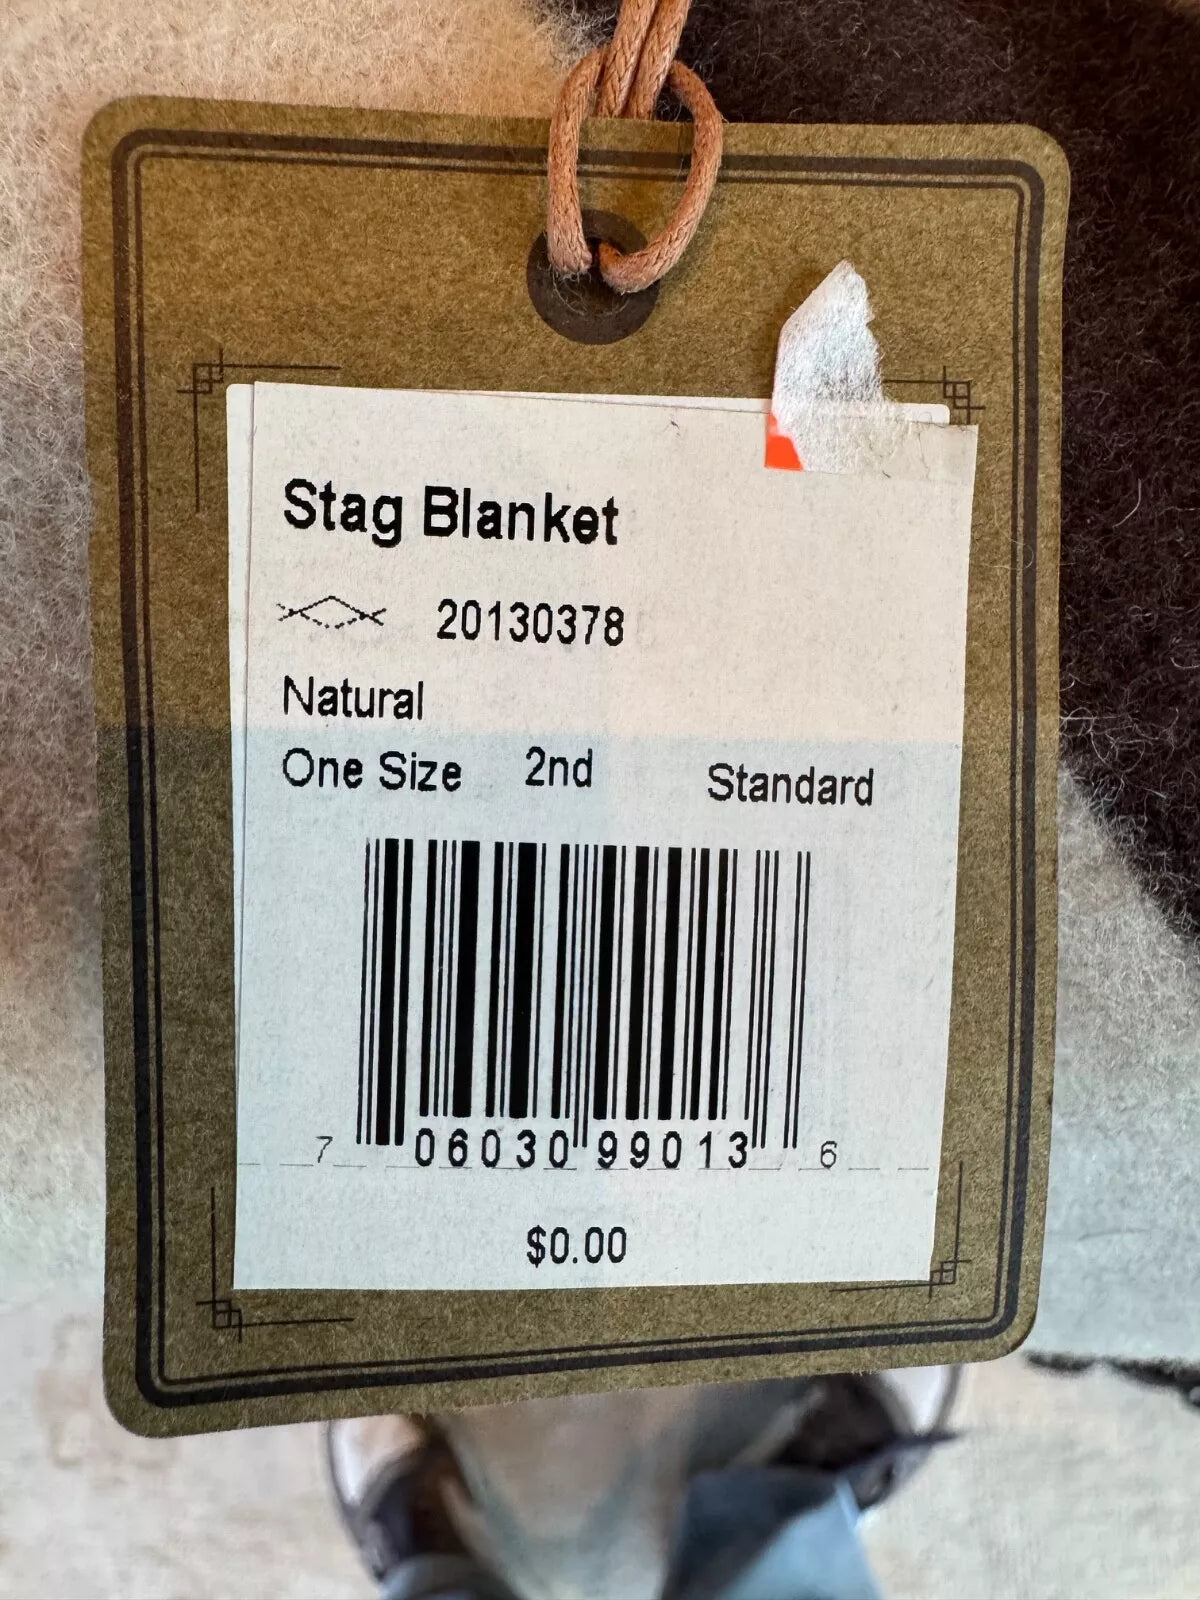 Stag Blanket
20130378
Natural
One Size 2nd Standard
7 06030 99013 6
$0.00